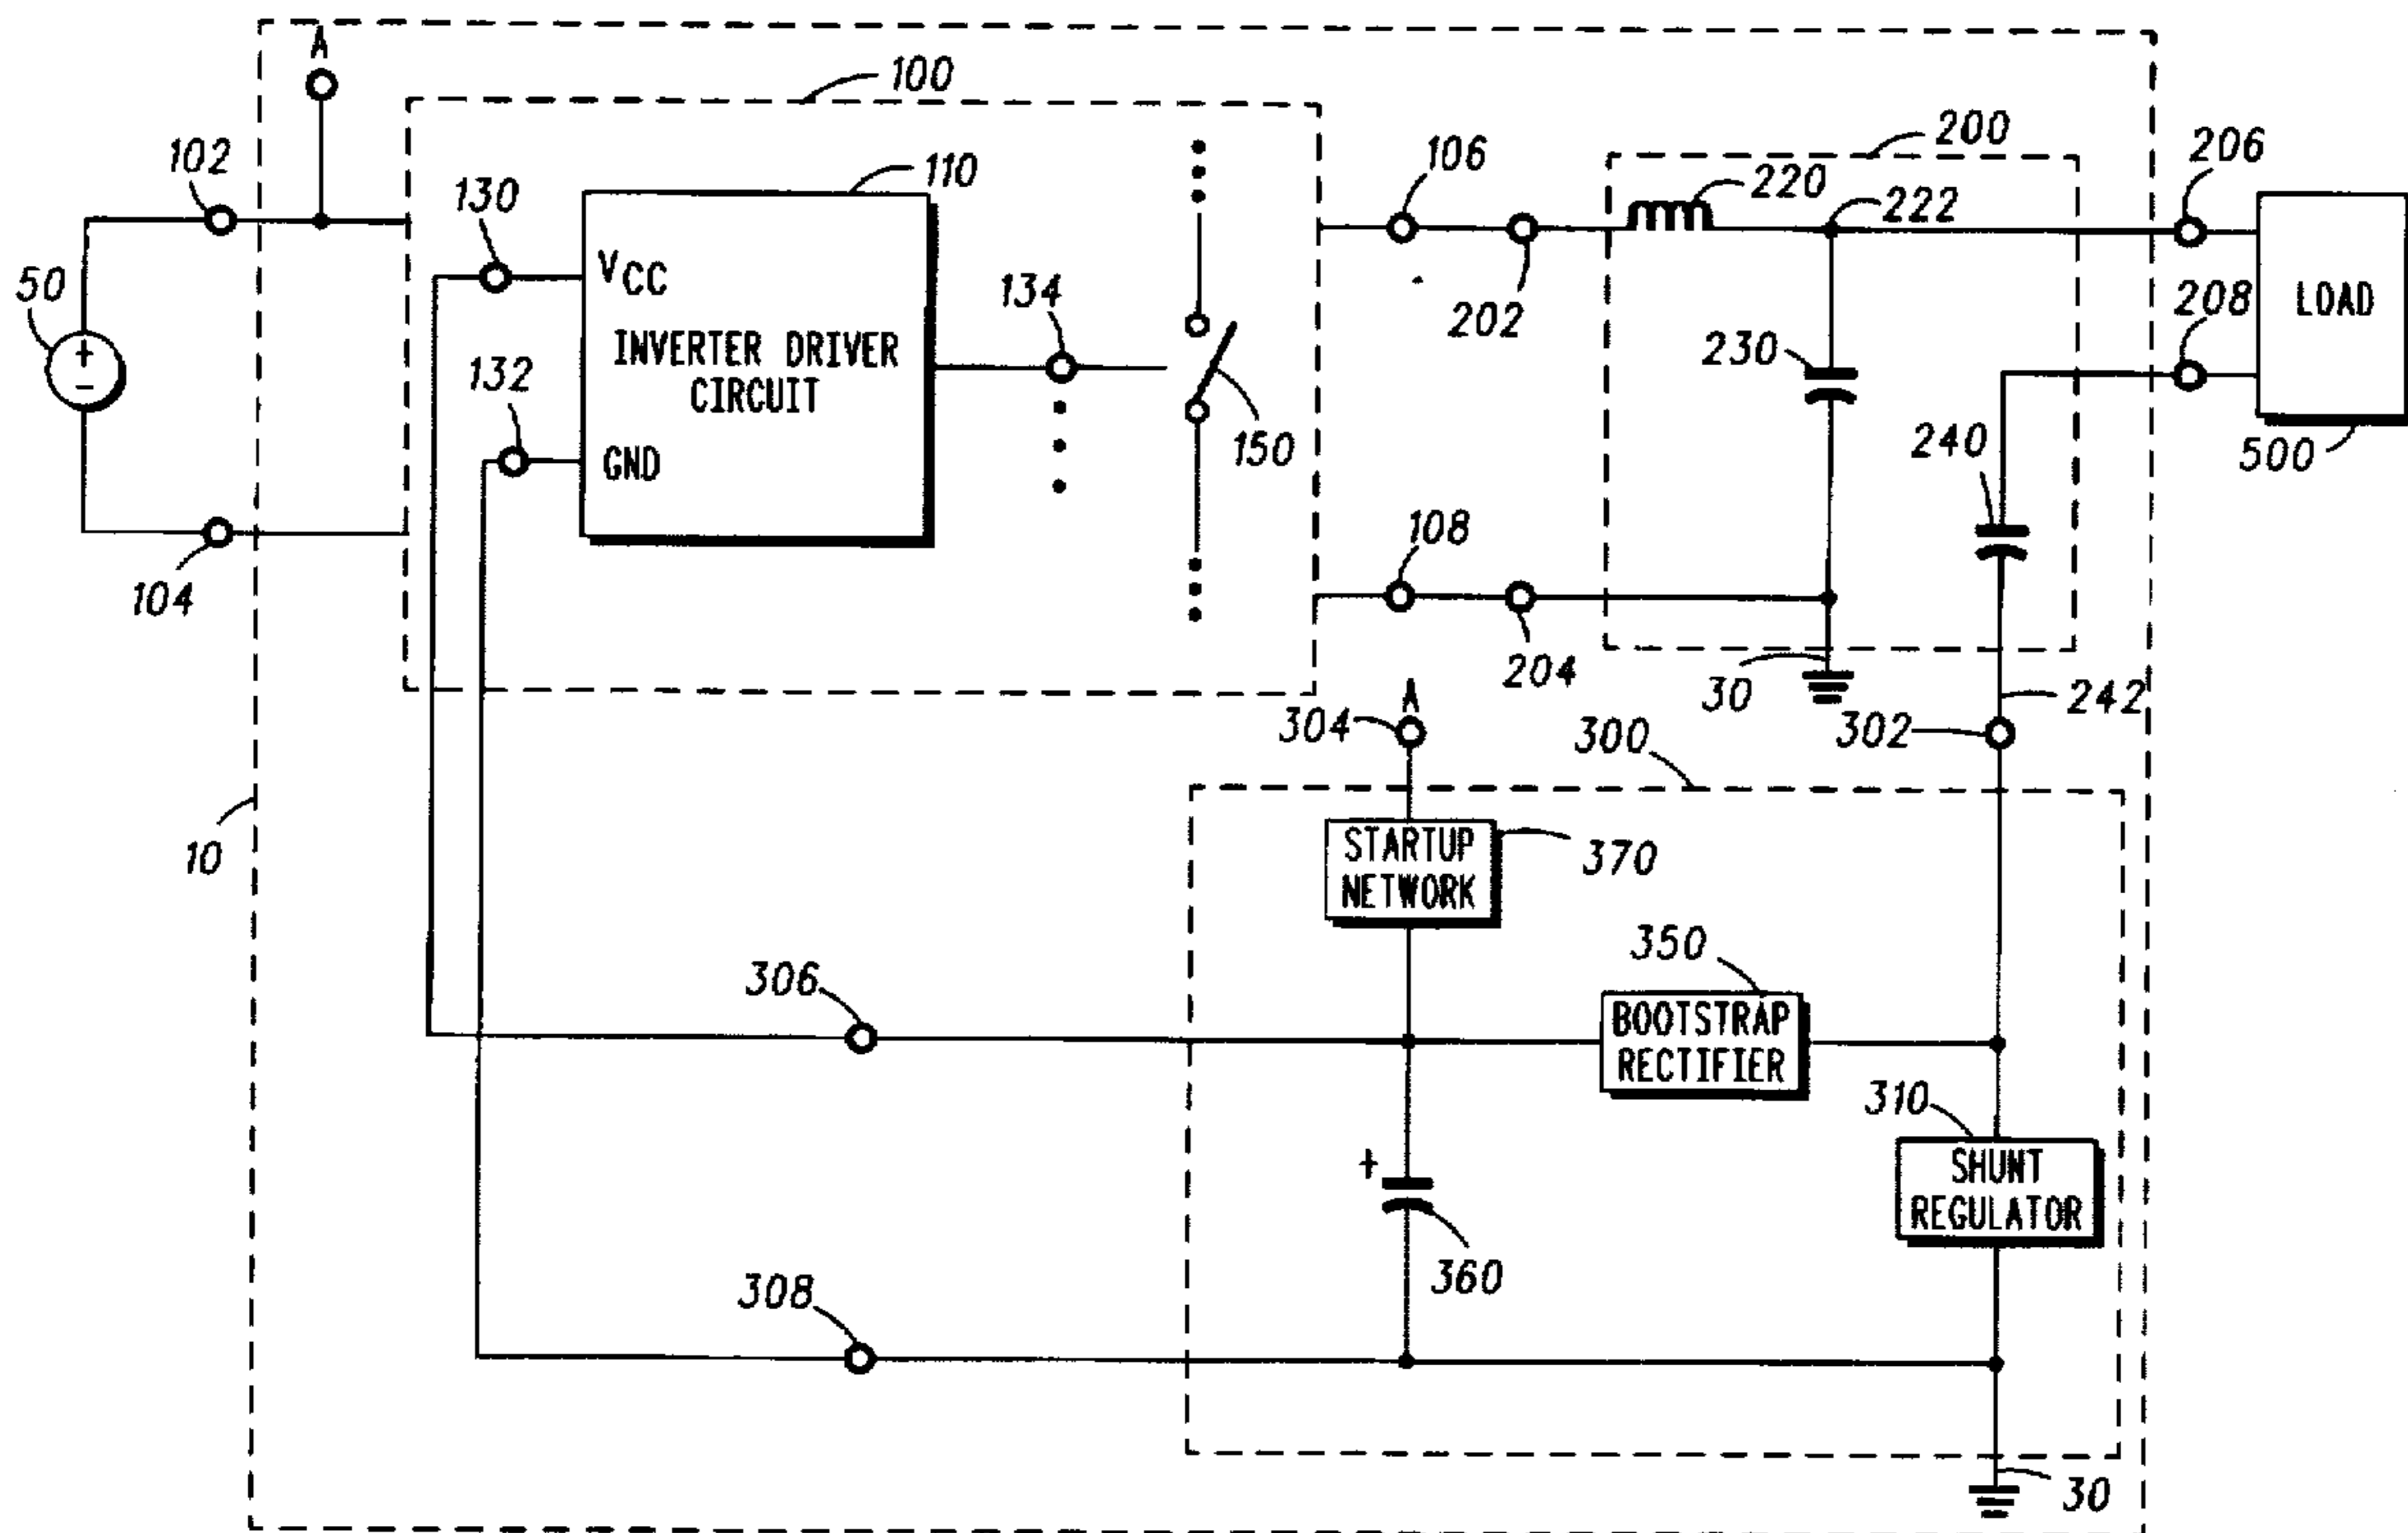 A
100
102
106
200
206
130
110
220
222
50
VCC
134
202
208
LOAD
INVERTER DRIVER
CIRCUIT
132
230
150
240
500
GND
108
104
204
30
242
A
304
300
302
10
STARTUP
NETWORK
370
350
306
BOOTSTRAP
RECTIFIER
310
+
SHUNT
REGULATOR
360
308
30